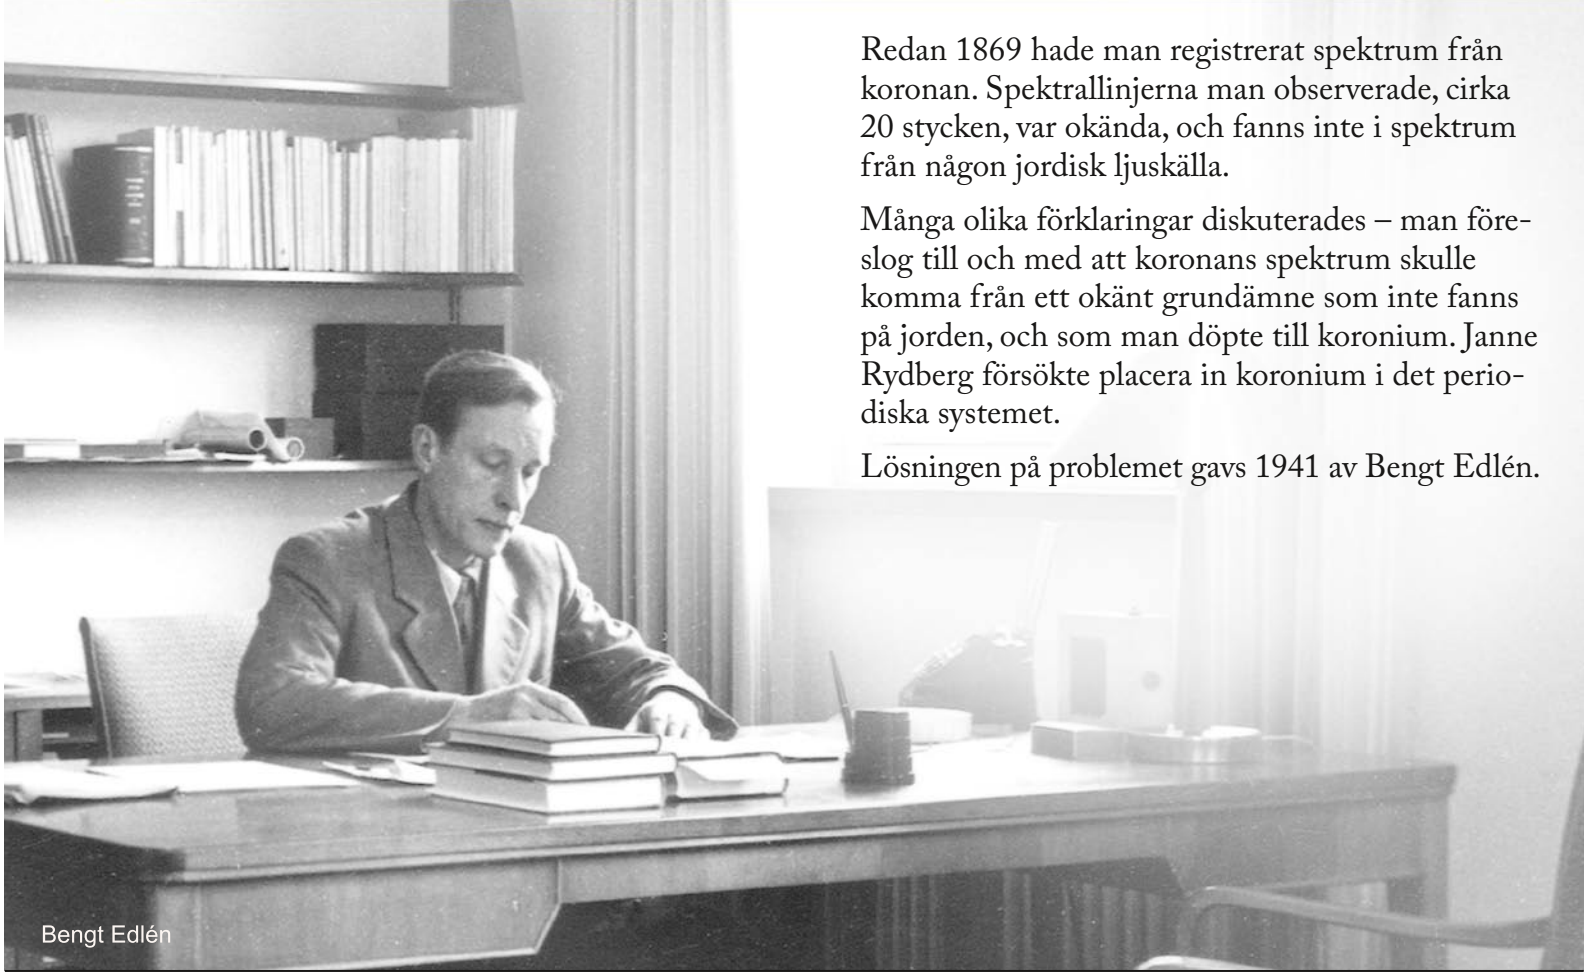 Redan 1869 hade man registrerat spektrum från
koronan. Spektrallinjerna man observerade, cirka
20 stycken, var okända, och fanns inte i spektrum
från någon jordisk ljuskälla.
Många olika förklaringar diskuterades – man före-
slog till och med att koronans spektrum skulle
komma från ett okänt grundämne som inte fanns
på jorden, och som man döpte till koronium. Janne
Rydberg försökte placera in koronium i det perio-
diska systemet.
Lösningen på problemet gavs 1941 av Bengt Edlén.
Bengt Edlén